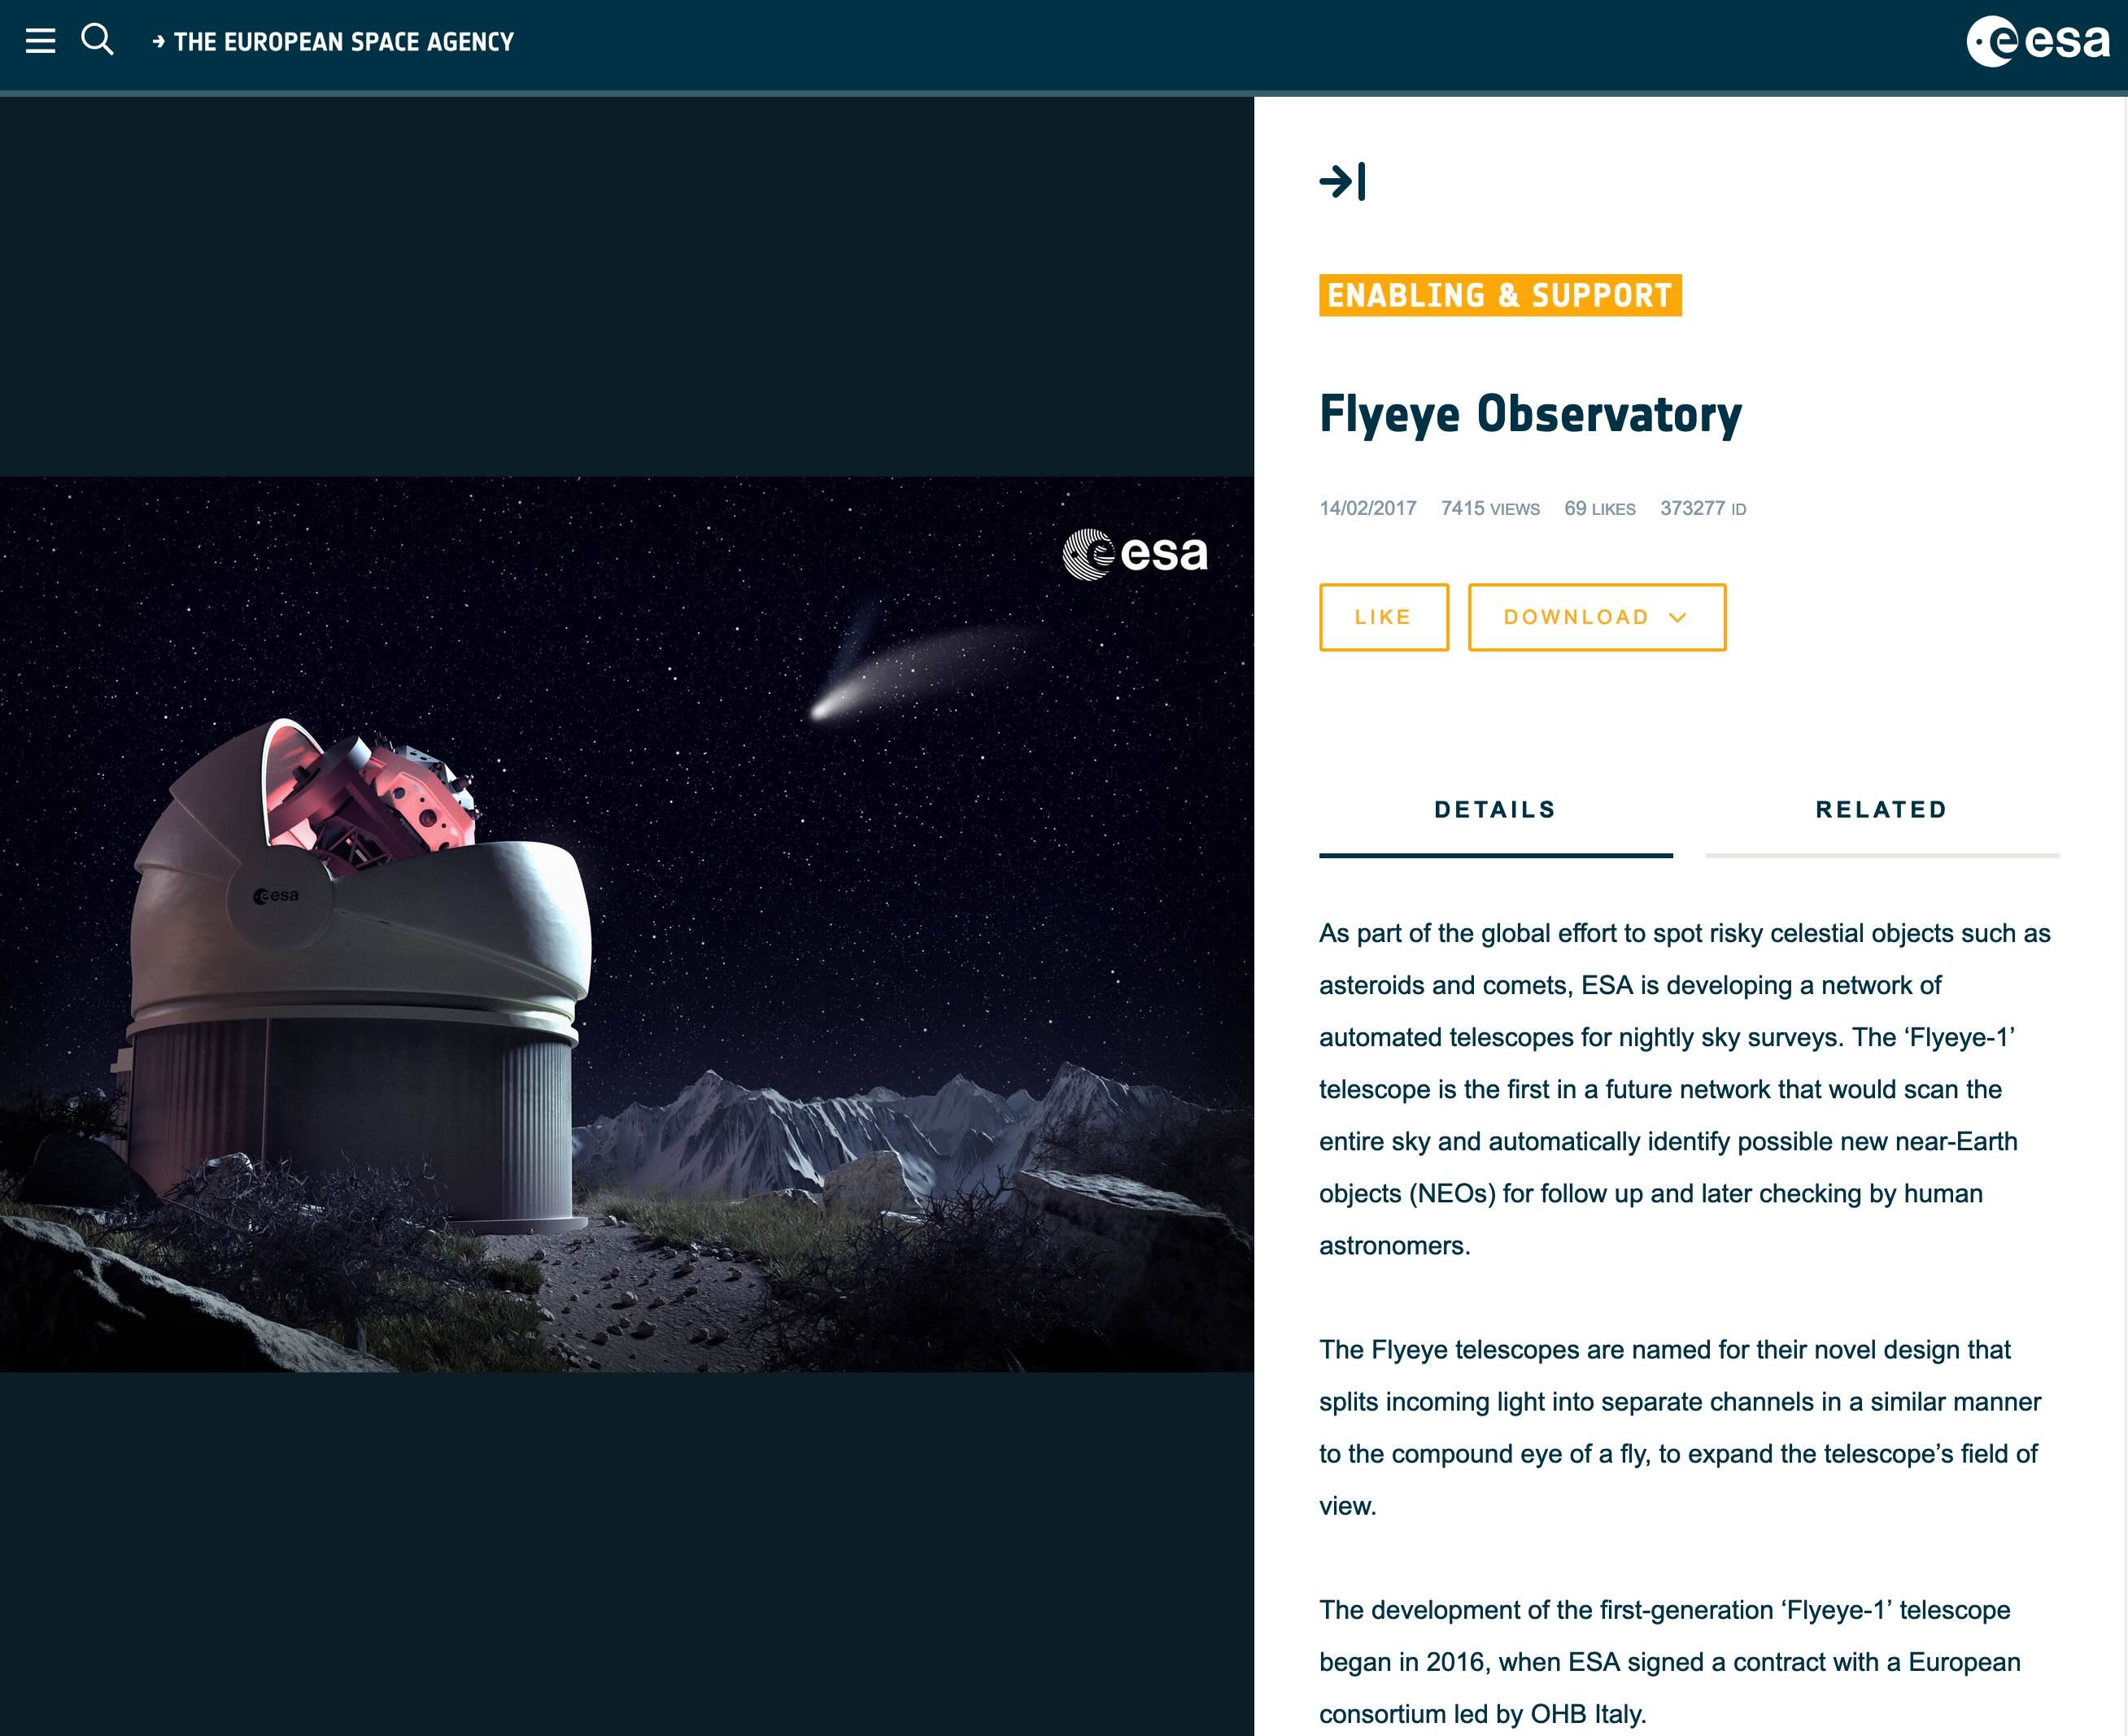 → THE EUROPEAN SPACE AGENCY
esa
esa
esa
ENABLING & SUPPORT
Flyeye Observatory
14/02/2017 7415 VIEWS 69 LIKES 373277 ID
LIKE DOWNLOAD
DETAILS RELATED
As part of the global effort to spot risky celestial objects such as
asteroids and comets, ESA is developing a network of
automated telescopes for nightly sky surveys. The ‘Flyeye-1’
telescope is the first in a future network that would scan the
entire sky and automatically identify possible new near-Earth
objects (NEOs) for follow up and later checking by human
astronomers.
The Flyeye telescopes are named for their novel design that
splits incoming light into separate channels in a similar manner
to the compound eye of a fly, to expand the telescope’s field of
view.
The development of the first-generation ‘Flyeye-1’ telescope
began in 2016, when ESA signed a contract with a European
consortium led by OHB Italy.